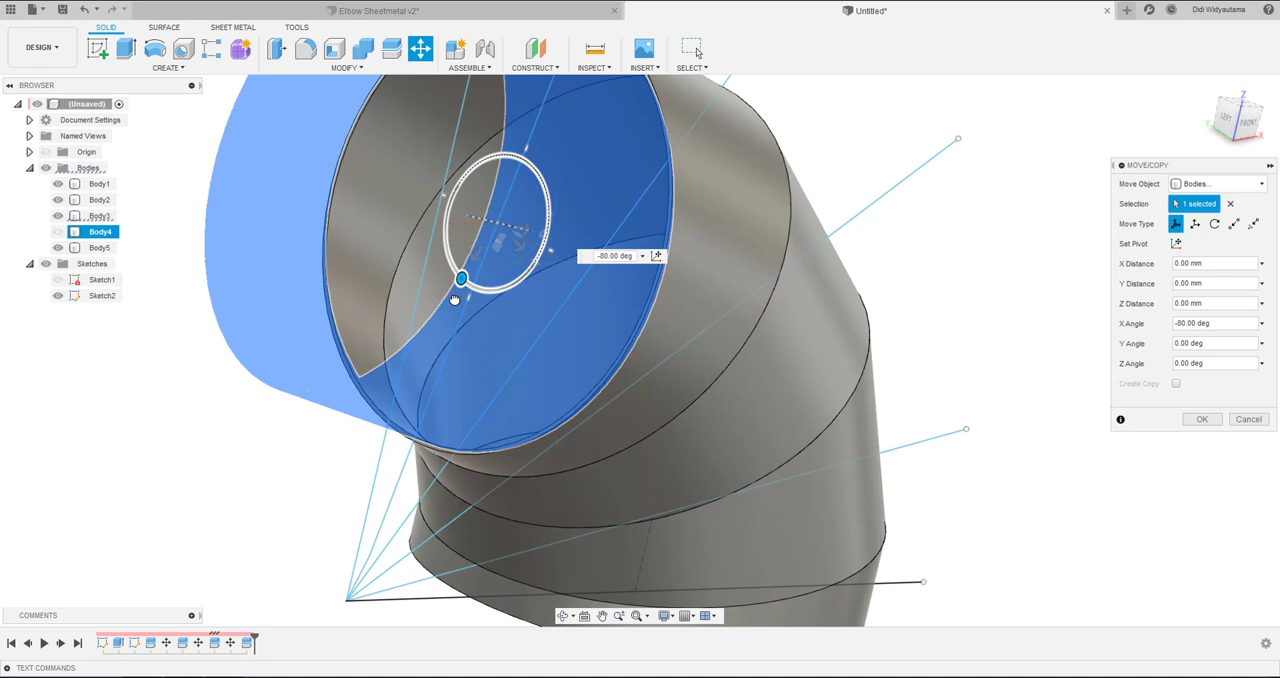 Elbow Sheetmetal v2*
Untitled*
Didi Widyautama
SOLID
SURFACE
SHEET METAL
TOOLS
DESIGN
CREATE
MODIFY
ASSEMBLE
CONSTRUCT
INSPECT
INSERT
SELECT
BROWSER
(Unsaved)
Document Settings
Named Views
Origin
Bodies
Body1
Body2
Body3
Body4
Body5
Sketches
Sketch1
Sketch2
-80.00 deg
Z
LEFT
FRONT
Y
X
MOVE/COPY
Move Object
Bodies...
Selection
1 selected
Move Type
Set Pivot
X Distance
0.00 mm
Y Distance
0.00 mm
Z Distance
0.00 mm
X Angle
-80.00 deg
Y Angle
0.00 deg
Z Angle
0.00 deg
Create Copy
OK
Cancel
COMMENTS
TEXT COMMANDS